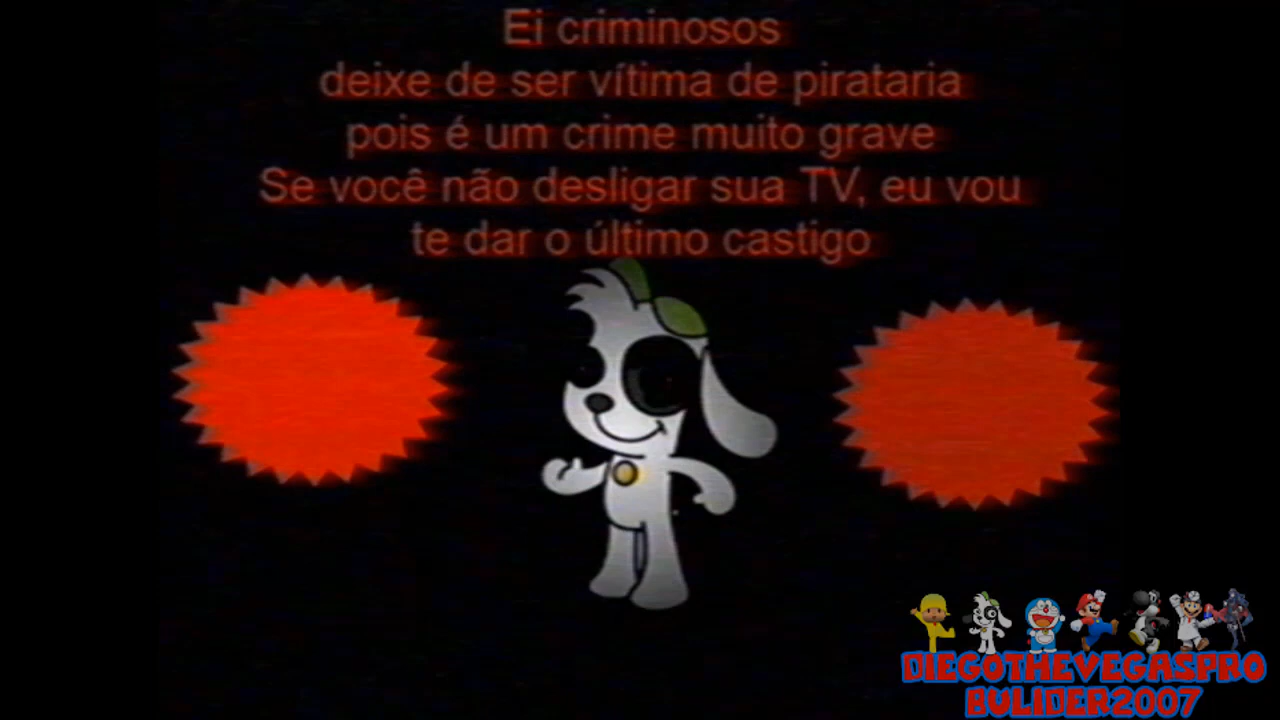 Ei criminosos
deixe de ser vítima de pirataria
pois é um crime muito grave
Se você não desligar sua TV, eu vou
te dar o último castigo
DIEGOTHEVEGASPRO
BULIDER2007